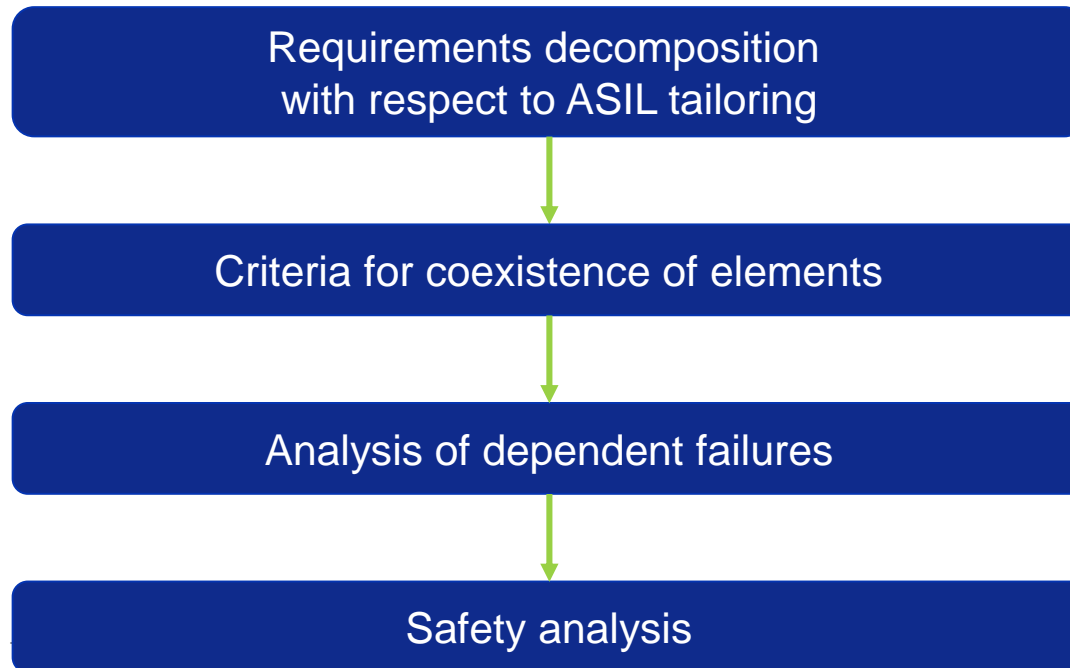 Requirements decomposition
with respect to ASIL tailoring
Criteria for coexistence of elements
Analysis of dependent failures
Safety analysis